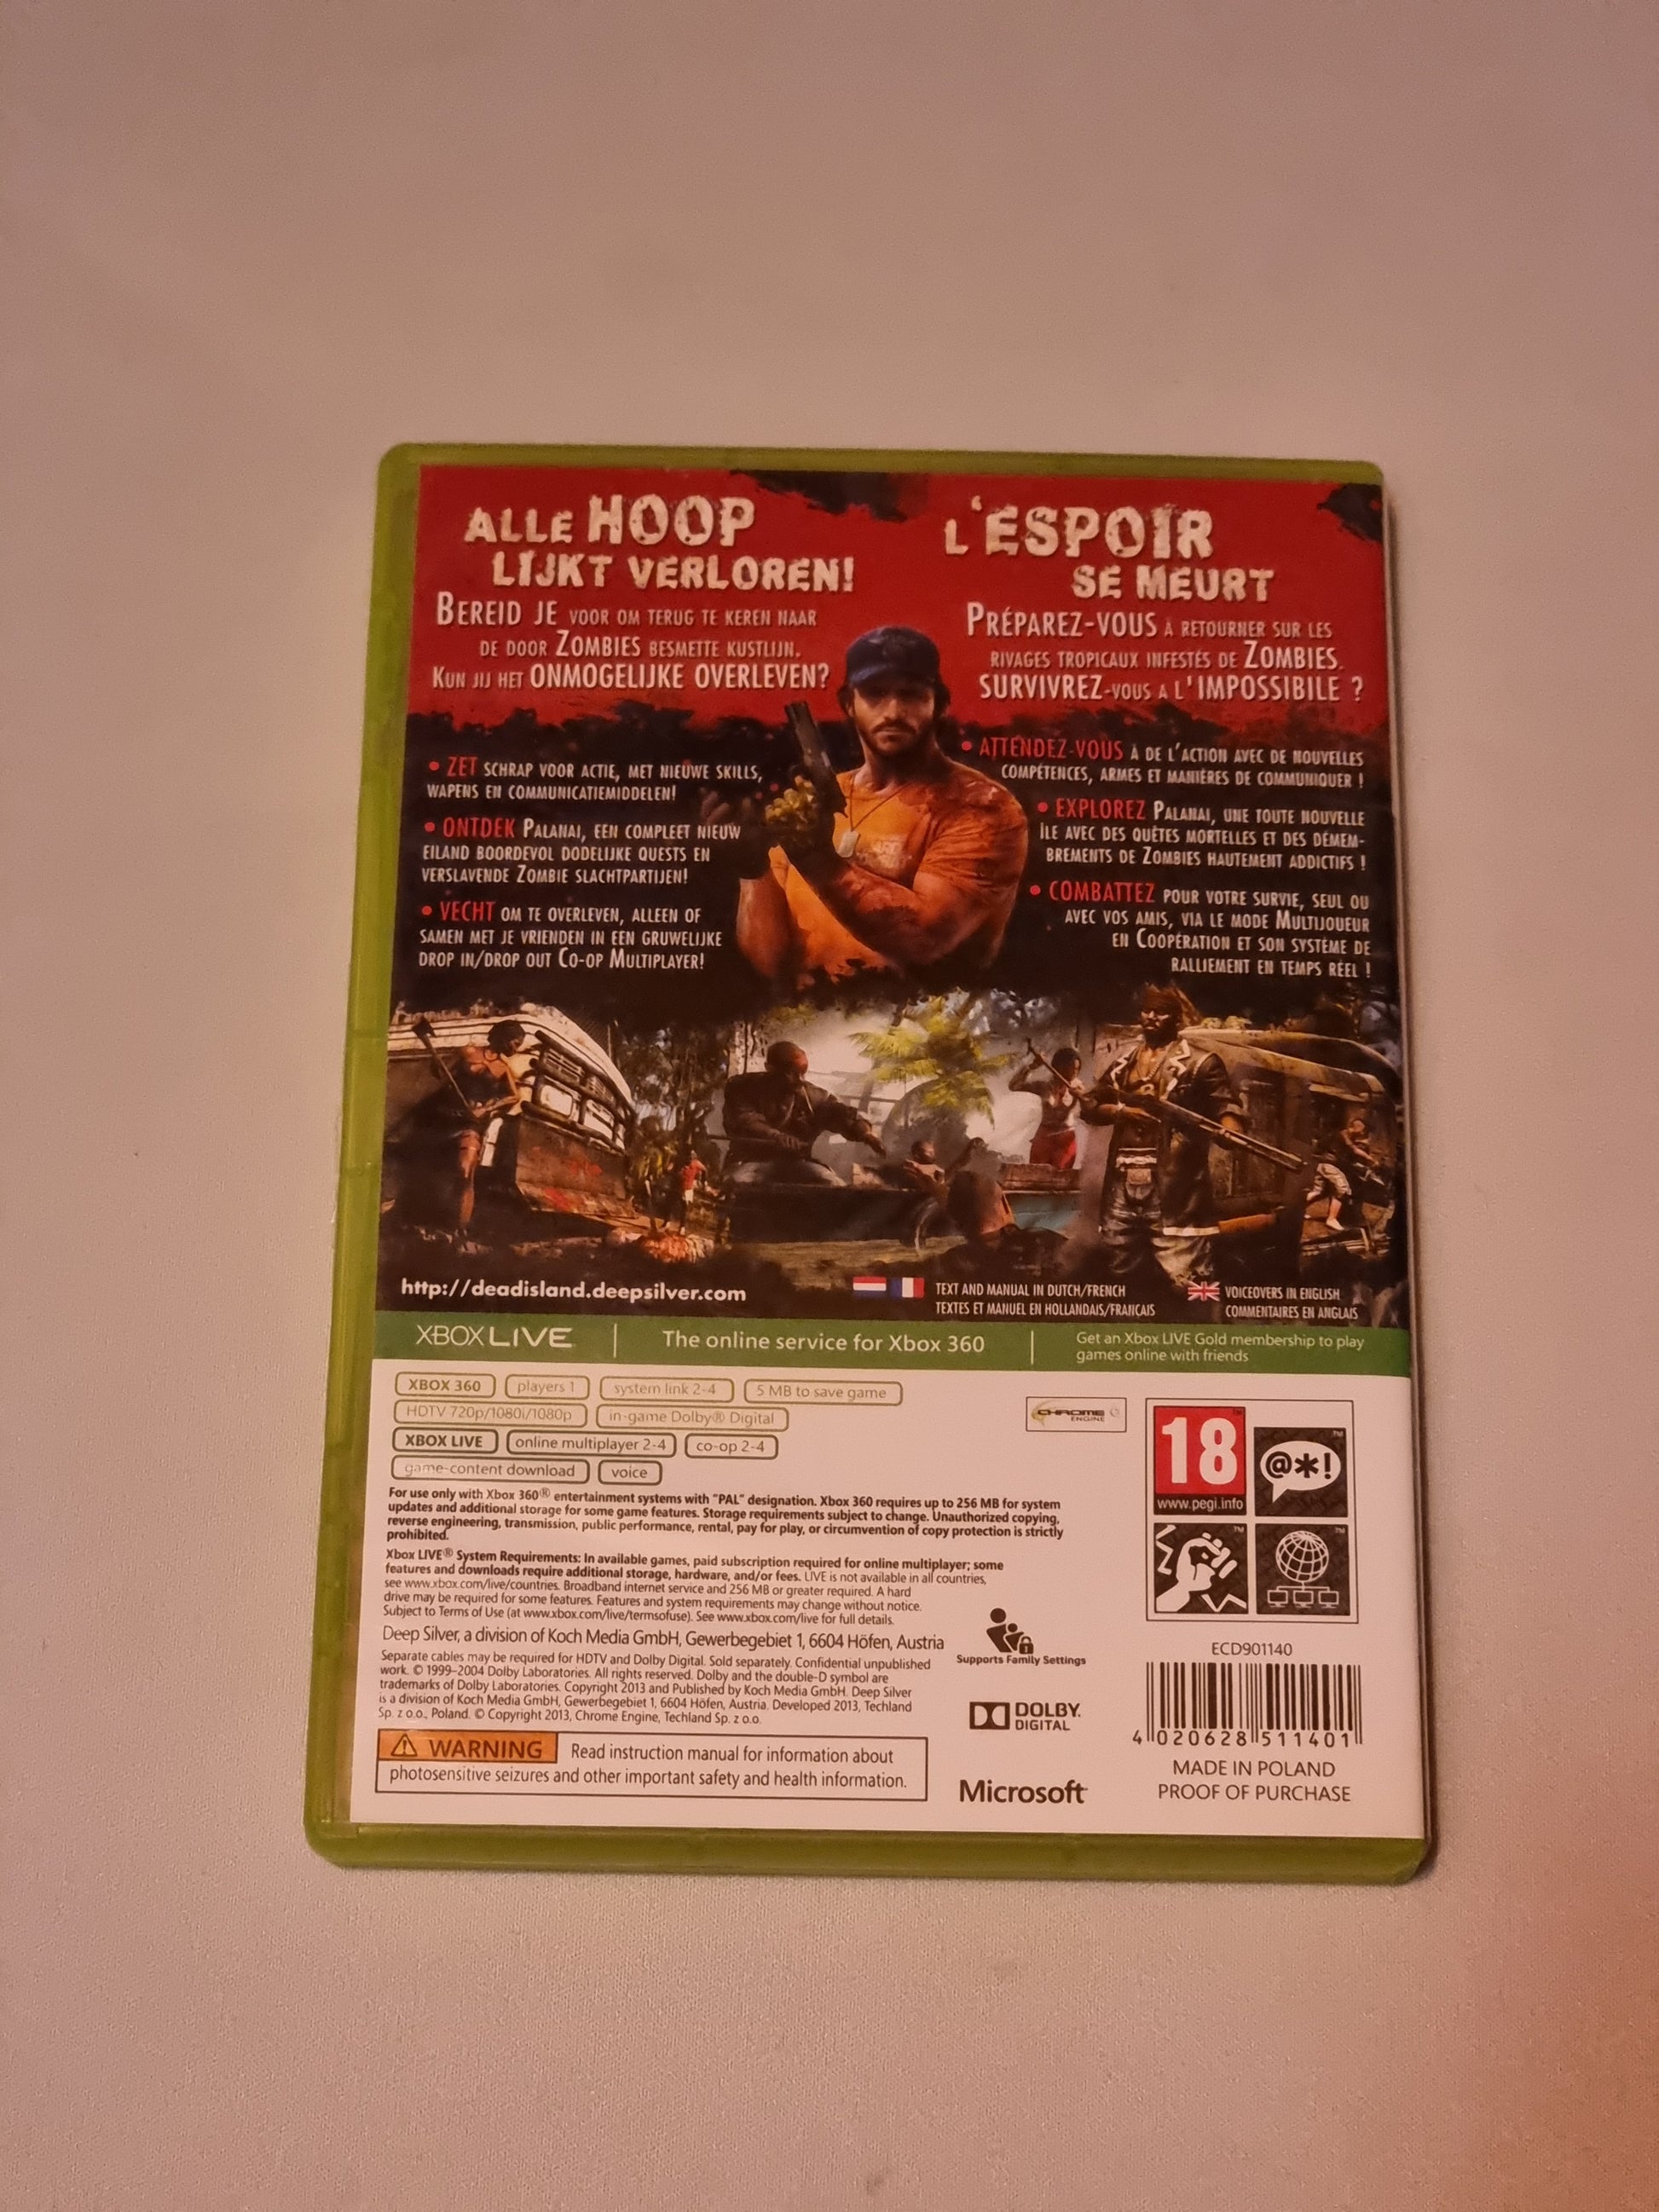 ALLE HOOP
LIJKT VERLOREN!
BEREID JE VOOR OM TERUG TE KEREN NAAR
DE DOOR ZOMBIES BESMETTE KUSTLIJN.
KUN JIJ HET ONMOGELIJKE OVERLEVEN?
• ZET SCHRAP VOOR ACTIE, MET NIEUWE SKILLS,
WAPENS EN COMMUNICATIEMIDDELEN!
• ONTDEK PALANAI, EEN COMPLEET NIEUW
EILAND BOORDEVOL DODELIJKE QUESTS EN
VERSLAVENDE ZOMBIE SLACHTPARTIJEN!
• VECHT OM TE OVERLEVEN, ALLEEN OF
SAMEN MET JE VRIENDEN IN EEN GRUWELIJKE
DROP IN/DROP OUT CO-OP MULTIPLAYER!
L'ESPOIR
SE MEURT
PRÉPAREZ-VOUS À RETOURNER SUR LES
RIVAGES TROPICAUX INFESTÉS DE ZOMBIES.
SURVIVREZ-VOUS A L'IMPOSSIBILE ?
• ATTENDEZ-VOUS À DE L'ACTION AVEC DE NOUVELLES
COMPÉTENCES, ARMES ET MANIÈRES DE COMMUNIQUER !
• EXPLOREZ PALANAI, UNE TOUTE NOUVELLE
ÎLE AVEC DES QUÊTES MORTELLES ET DES DÉMEM-
BREMENTS DE ZOMBIES HAUTEMENT ADDICTIFS !
• COMBATTEZ POUR VOTRE SURVIE, SEUL OU
AVEC VOS AMIS, VIA LE MODE MULTIJOUEUR
EN COOPÉRATION ET SON SYSTÈME DE
RALLIEMENT EN TEMPS RÉEL !
http://deadisland.deepsilver.com
TEXT AND MANUAL IN DUTCH/FRENCH
TEXTES ET MANUEL EN HOLLANDAIS/FRANÇAIS
VOICEOVERS IN ENGLISH
COMMENTAIRES EN ANGLAIS
XBOX LIVE
The online service for Xbox 360
Get an Xbox LIVE Gold membership to play
games online with friends
XBOX 360 players 1 system link 2-4 5 MB to save game
HDTV 720p/1080i/1080p in-game Dolby® Digital
XBOX LIVE online multiplayer 2-4 co-op 2-4
game-content download voice
CHROME
ENGINE
18
www.pegi.info
@*!
For use only with Xbox 360® entertainment systems with "PAL" designation. Xbox 360 requires up to 256 MB for system
updates and additional storage for some game features. Storage requirements subject to change. Unauthorized copying,
reverse engineering, transmission, public performance, rental, pay for play, or circumvention of copy protection is strictly
prohibited.
Xbox LIVE® System Requirements: In available games, paid subscription required for online multiplayer; some
features and downloads require additional storage, hardware, and/or fees. LIVE is not available in all countries,
see www.xbox.com/live/countries. Broadband internet service and 256 MB or greater required. A hard
drive may be required for some features. Features and system requirements may change without notice.
Subject to Terms of Use (at www.xbox.com/live/termsofuse). See www.xbox.com/live for full details.
Deep Silver, a division of Koch Media GmbH, Gewerbegebiet 1, 6604 Höfen, Austria
Separate cables may be required for HDTV and Dolby Digital. Sold separately. Confidential unpublished
work. © 1999–2004 Dolby Laboratories. All rights reserved. Dolby and the double-D symbol are
trademarks of Dolby Laboratories. Copyright 2013 and Published by Koch Media GmbH. Deep Silver
is a division of Koch Media GmbH, Gewerbegebiet 1, 6604 Höfen, Austria. Developed 2013, Techland
Sp. z o.o., Poland. © Copyright 2013, Chrome Engine, Techland Sp. z o.o.
WARNING Read instruction manual for information about
photosensitive seizures and other important safety and health information.
Supports Family Settings
DOLBY
DIGITAL
Microsoft
ECD901140
4 020628 511401
MADE IN POLAND
PROOF OF PURCHASE